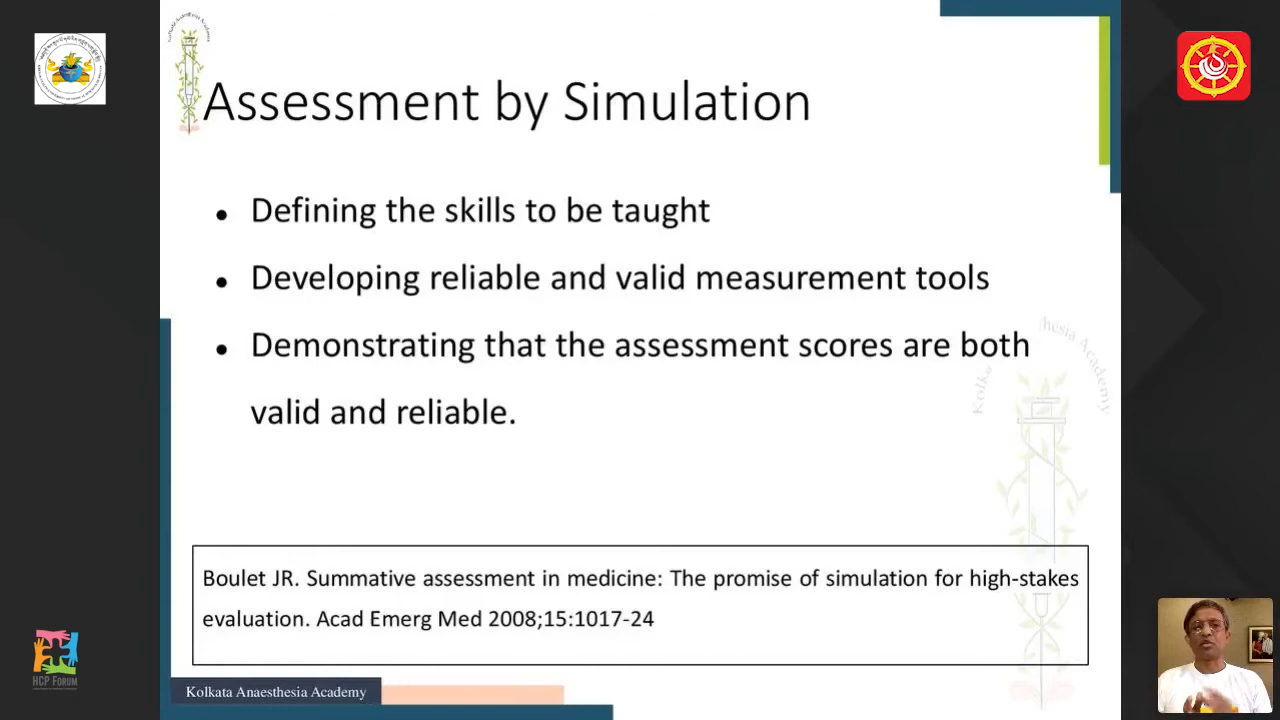 Assessment by Simulation
Defining the skills to be taught
Developing reliable and valid measurement tools
Demonstrating that the assessment scores are both
valid and reliable.
Boulet JR. Summative assessment in medicine: The promise of simulation for high-stakes
evaluation. Acad Emerg Med 2008;15:1017-24
Kolkata Anaesthesia Academy
HCP FORUM